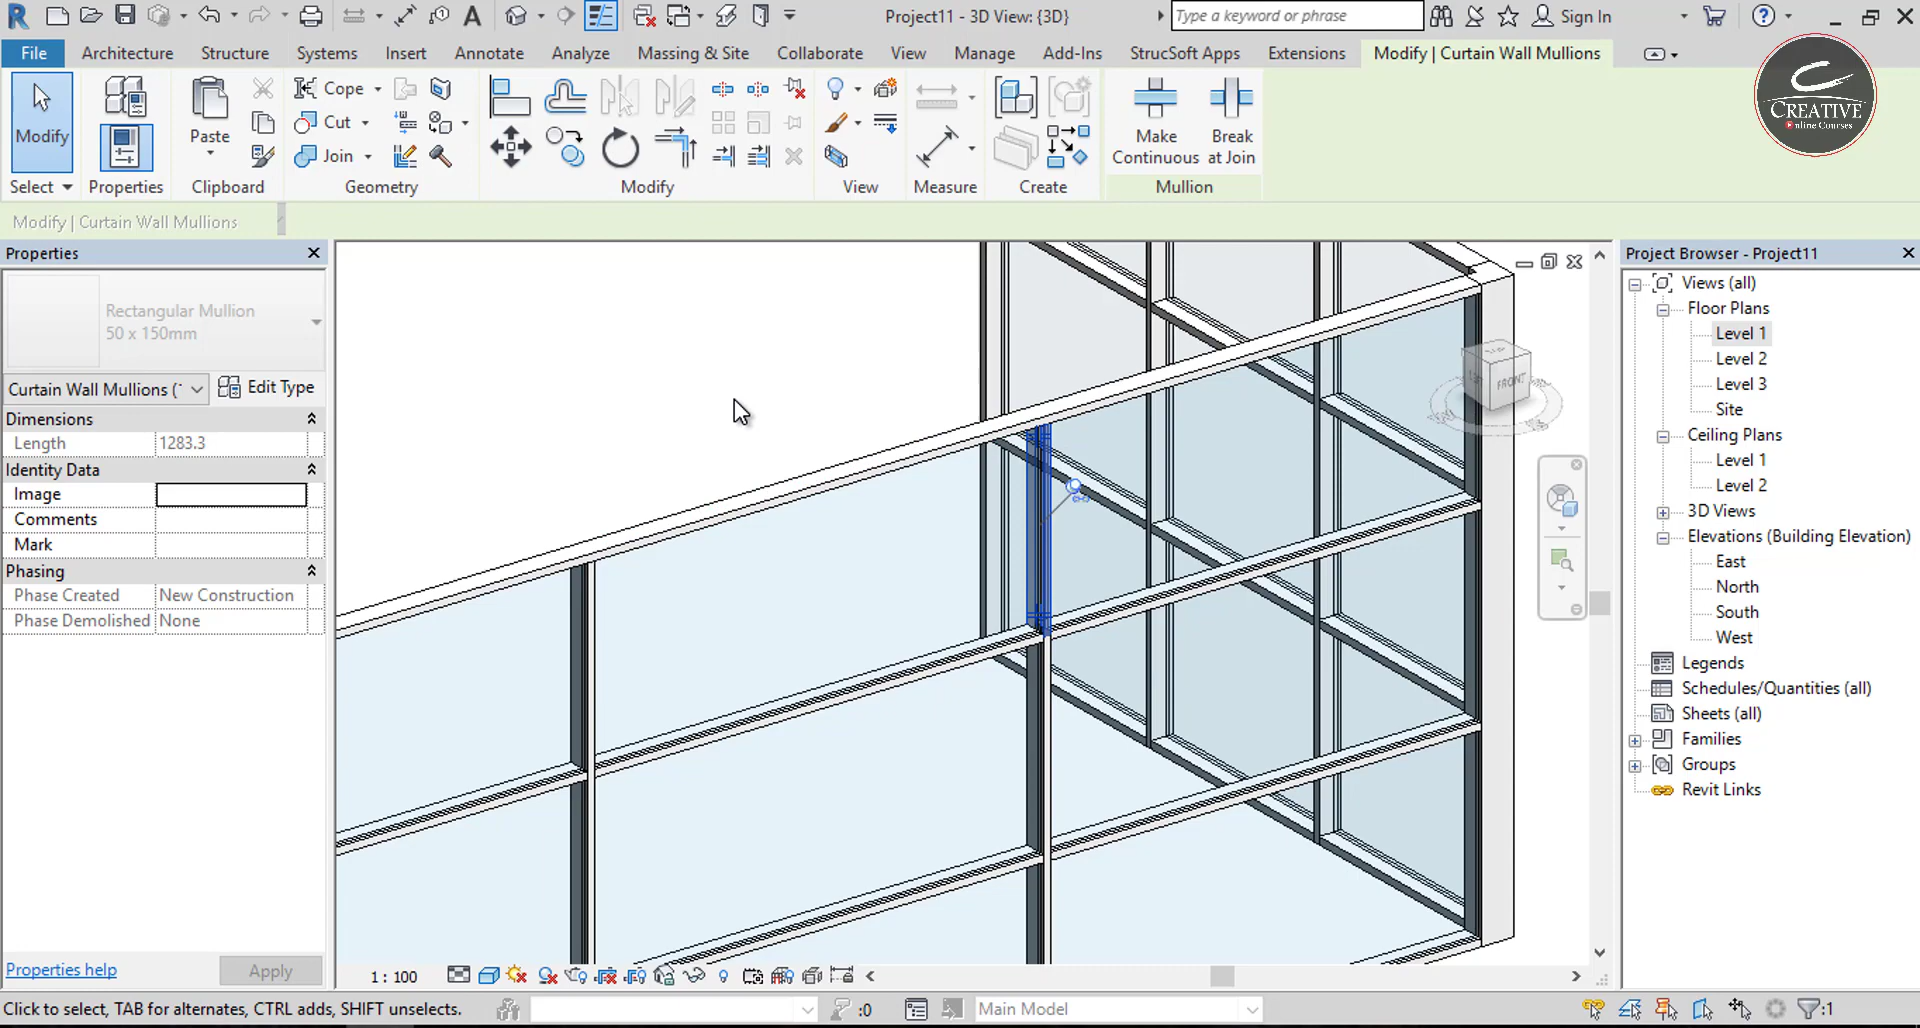 Project11 - 3D View: {3D}
Type a keyword or phrase
Sign In
File
Architecture
Structure
Systems
Insert
Annotate
Analyze
Massing & Site
Collaborate
View
Manage
Add-Ins
StrucSoft Apps
Extensions
Modify | Curtain Wall Mullions
CREATIVE
Online Courses
Modify
Paste
Cope
Cut
Join
Make Continuous
Break at Join
Select
Properties
Clipboard
Geometry
Modify
View
Measure
Create
Mullion
Modify | Curtain Wall Mullions
Properties
Rectangular Mullion
50 x 150mm
Curtain Wall Mullions (
Edit Type
Dimensions
Length 1283.3
Identity Data
Image
Comments
Mark
Phasing
Phase Created New Construction
Phase Demolished None
Properties help
Apply
FRONT
1 : 100
Project Browser - Project11
Views (all)
Floor Plans
Level 1
Level 2
Level 3
Site
Ceiling Plans
Level 1
Level 2
3D Views
Elevations (Building Elevation)
East
North
South
West
Legends
Schedules/Quantities (all)
Sheets (all)
Families
Groups
Revit Links
Click to select, TAB for alternates, CTRL adds, SHIFT unselects.
:0
Main Model
:1